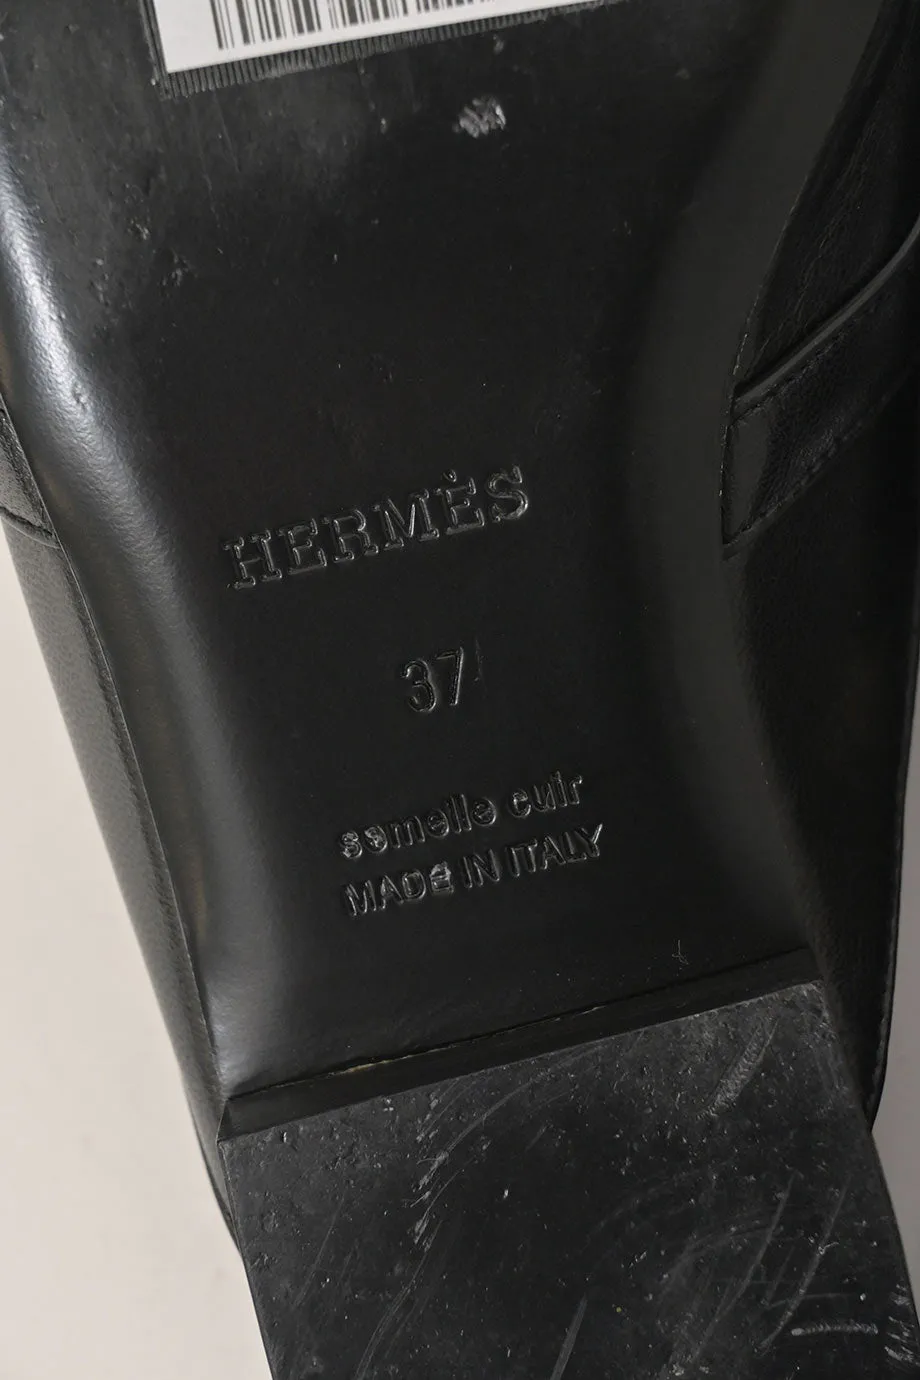 HERMÈS
37
semelle cuir
MADE IN ITALY